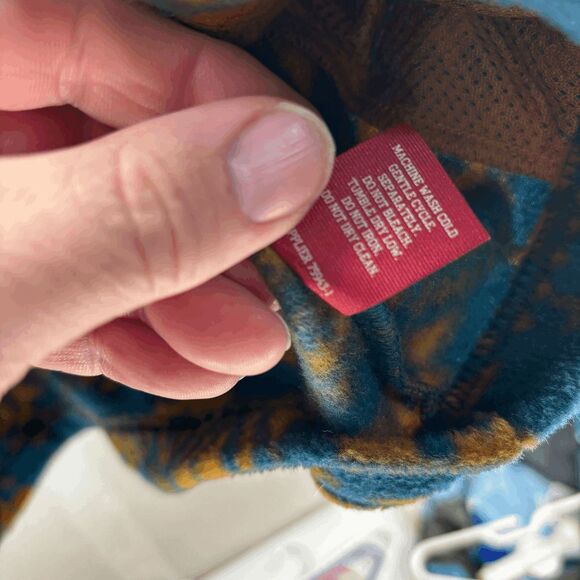 MACHINE WASH COLD
GENTLE CYCLE.
SEPARATELY.
DO NOT BLEACH.
TUMBLE DRY LOW.
DO NOT IRON.
DO NOT DRY CLEAN.